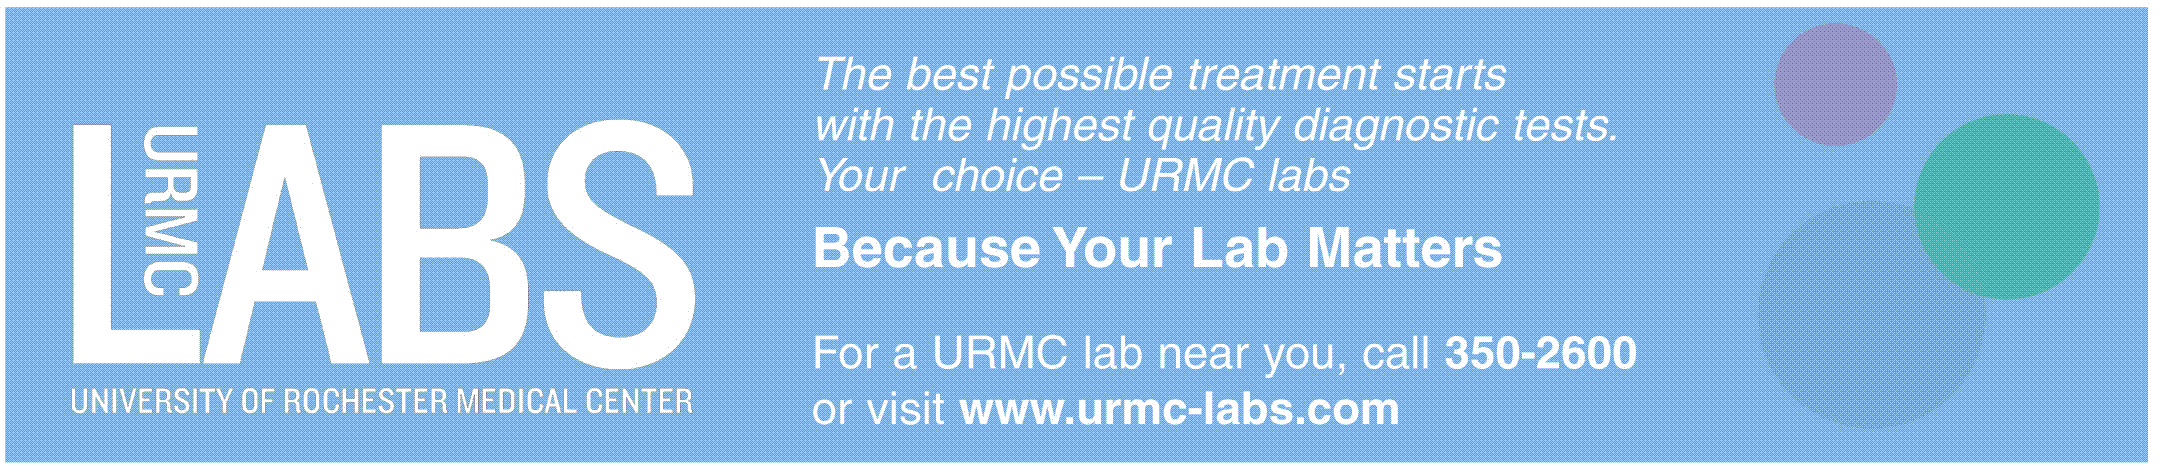 URMC
LABS
UNIVERSITY OF ROCHESTER MEDICAL CENTER
The best possible treatment starts
with the highest quality diagnostic tests.
Your choice – URMC labs
Because Your Lab Matters
For a URMC lab near you, call 350-2600
or visit www.urmc-labs.com